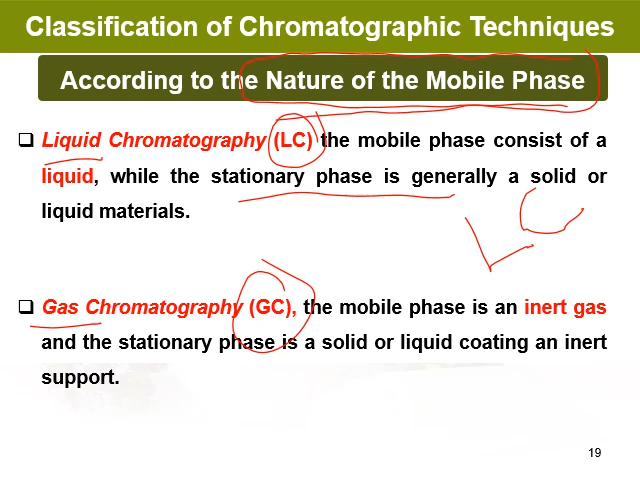 Classification of Chromatographic Techniques
According to the Nature of the Mobile Phase
❑ Liquid Chromatography (LC) the mobile phase consist of a
liquid, while the stationary phase is generally a solid or
liquid materials.
LC
❑ Gas Chromatography (GC), the mobile phase is an inert gas
and the stationary phase is a solid or liquid coating an inert
support.
19